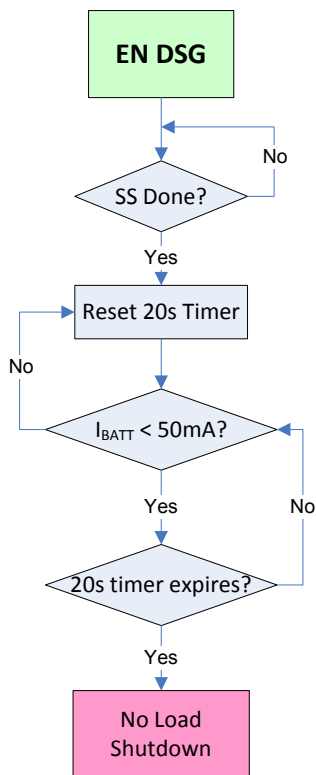 EN DSG
No
SS Done?
Yes
Reset 20s Timer
No
I_BATT < 50mA?
Yes
No
20s timer expires?
Yes
No Load
Shutdown